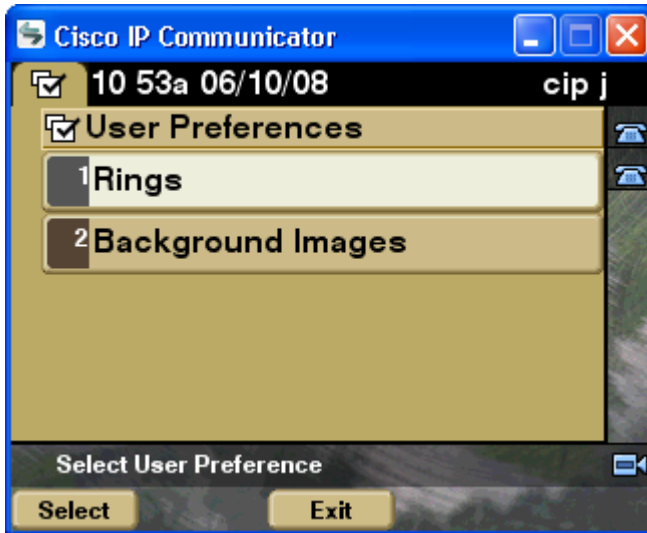 Cisco IP Communicator
10 53a 06/10/08 cip j
User Preferences
1 Rings
2 Background Images
Select User Preference
Select Exit